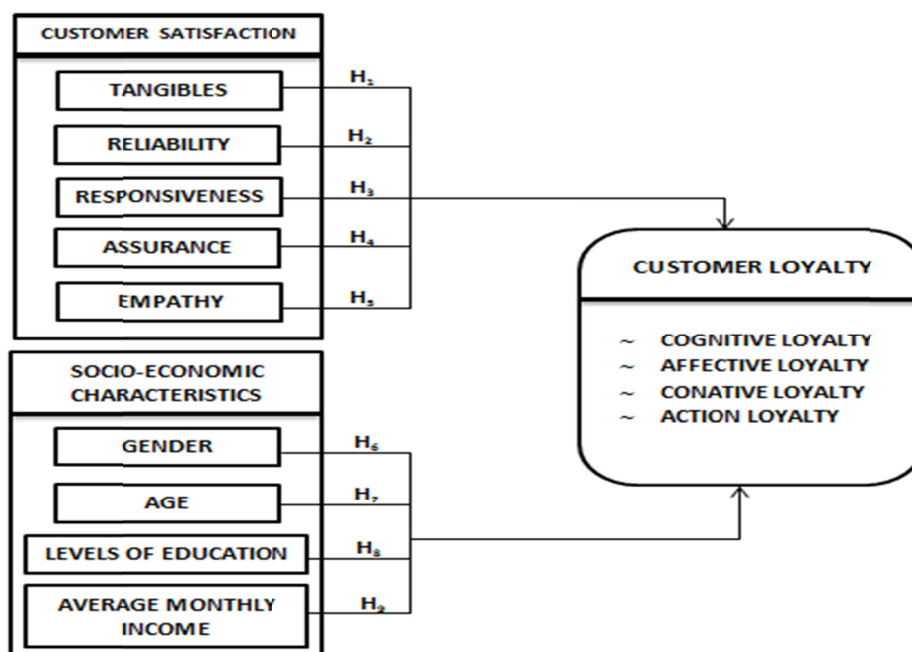 CUSTOMER SATISFACTION
TANGIBLES
H₁
RELIABILITY
H₂
RESPONSIVENESS
H₃
ASSURANCE
H₄
EMPATHY
H₅
CUSTOMER LOYALTY
~ COGNITIVE LOYALTY
~ AFFECTIVE LOYALTY
~ CONATIVE LOYALTY
~ ACTION LOYALTY
SOCIO-ECONOMIC
CHARACTERISTICS
GENDER
H₆
AGE
H₇
LEVELS OF EDUCATION
H₈
AVERAGE MONTHLY
INCOME
H₉